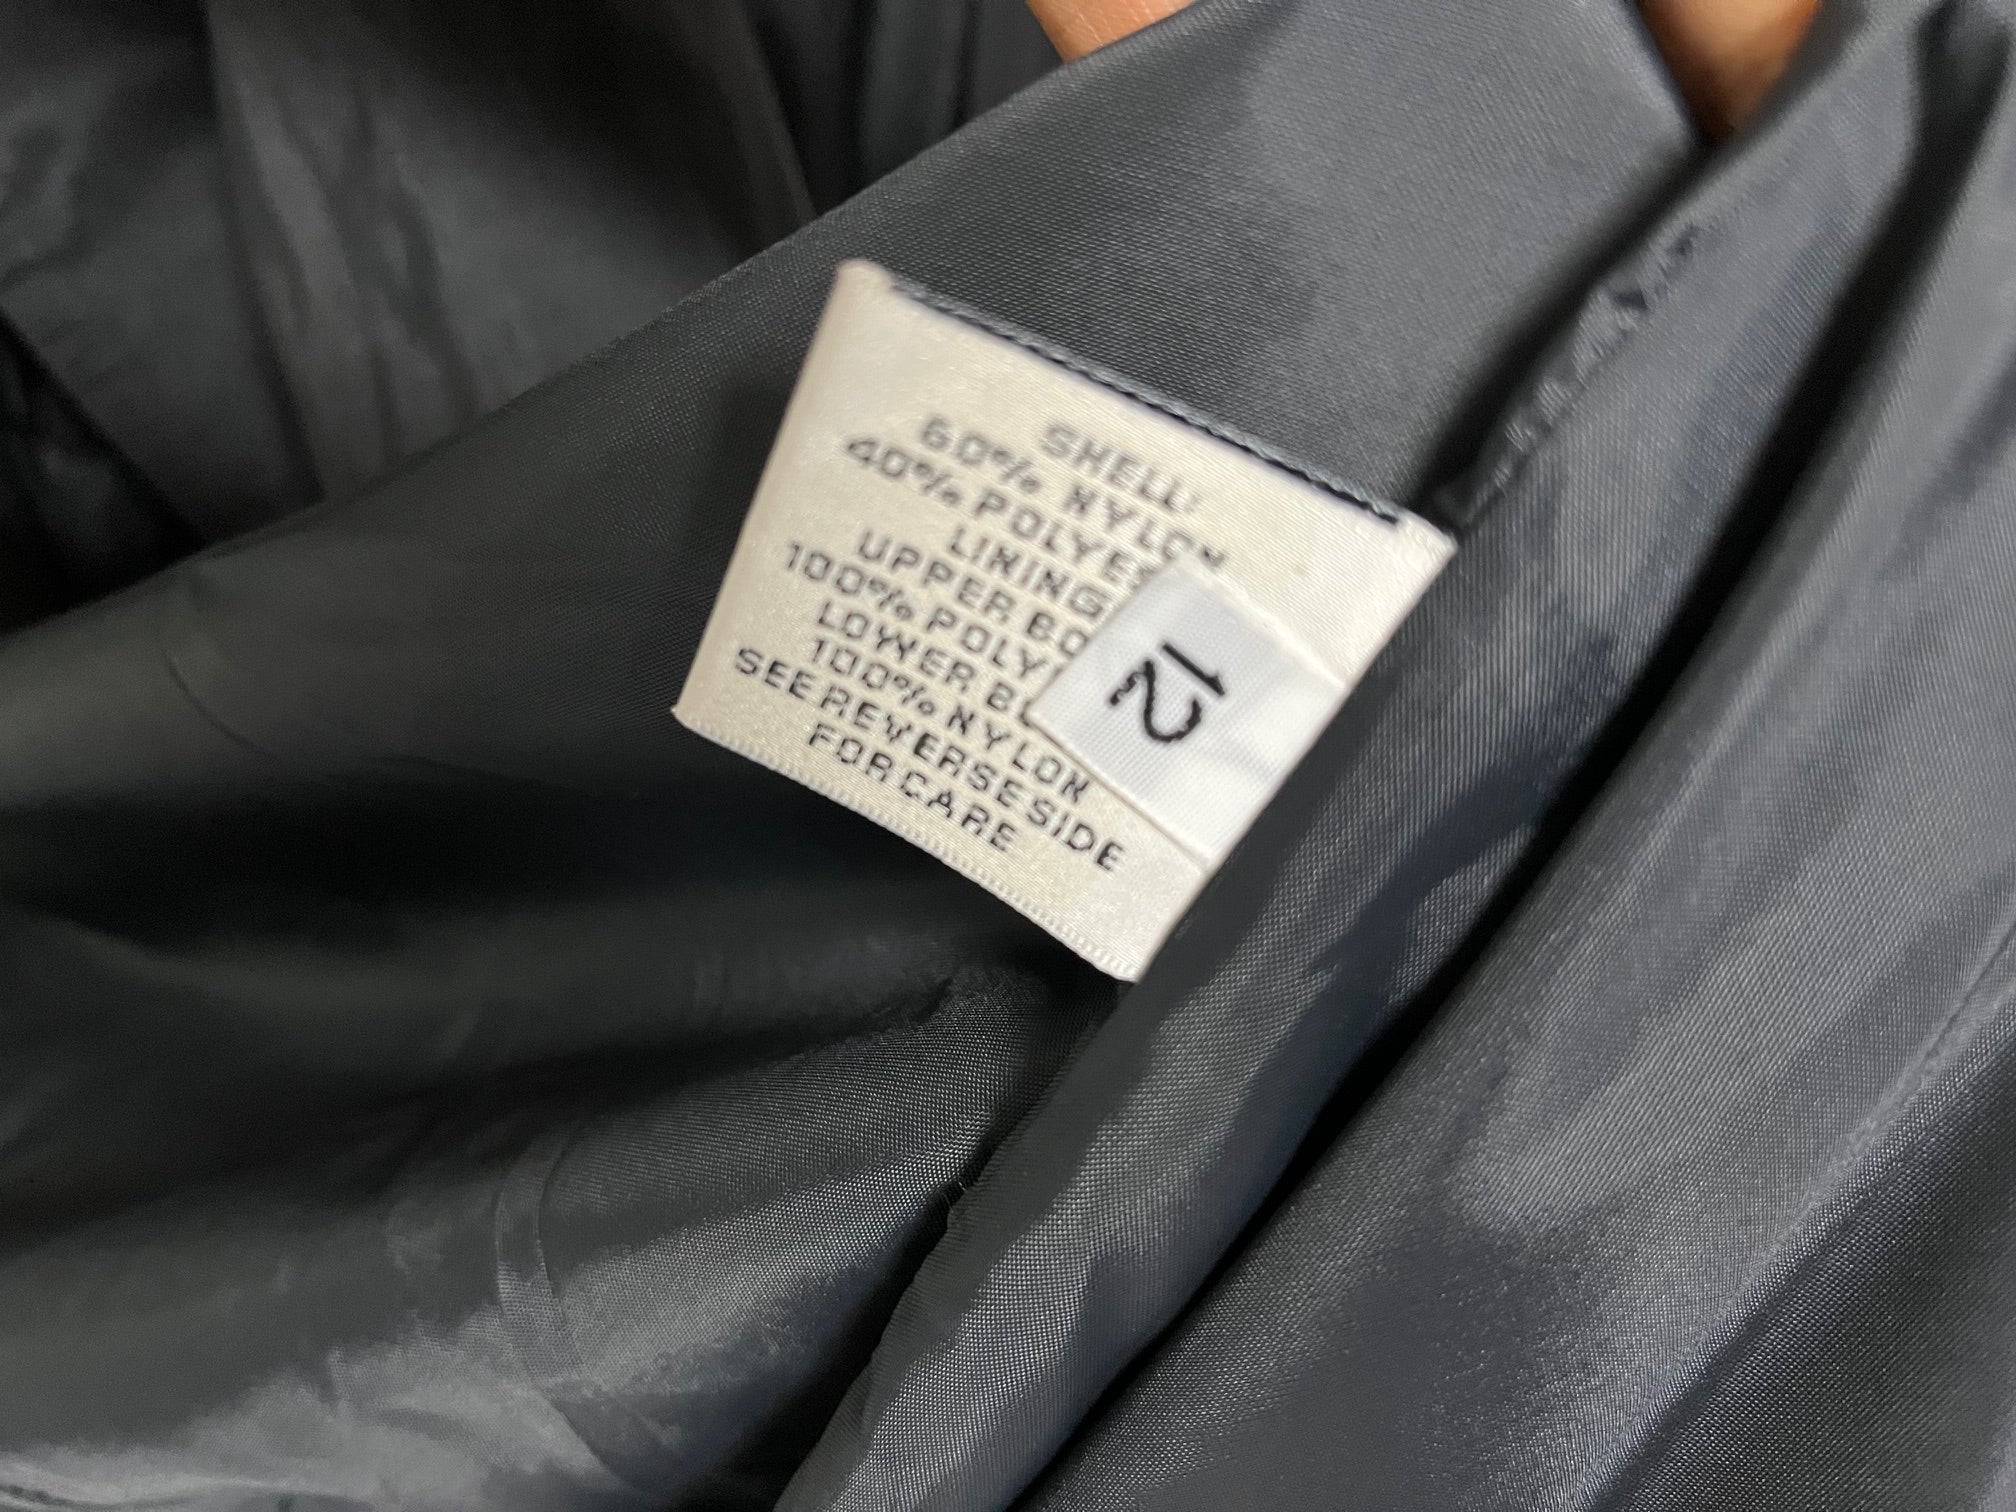 SHELL:
60% NYLON
40% POLYES
LINING
UPPER BO
100% POLY
LOWER BO
100% NYLON
SEE REVERSE SIDE
FOR CARE
12